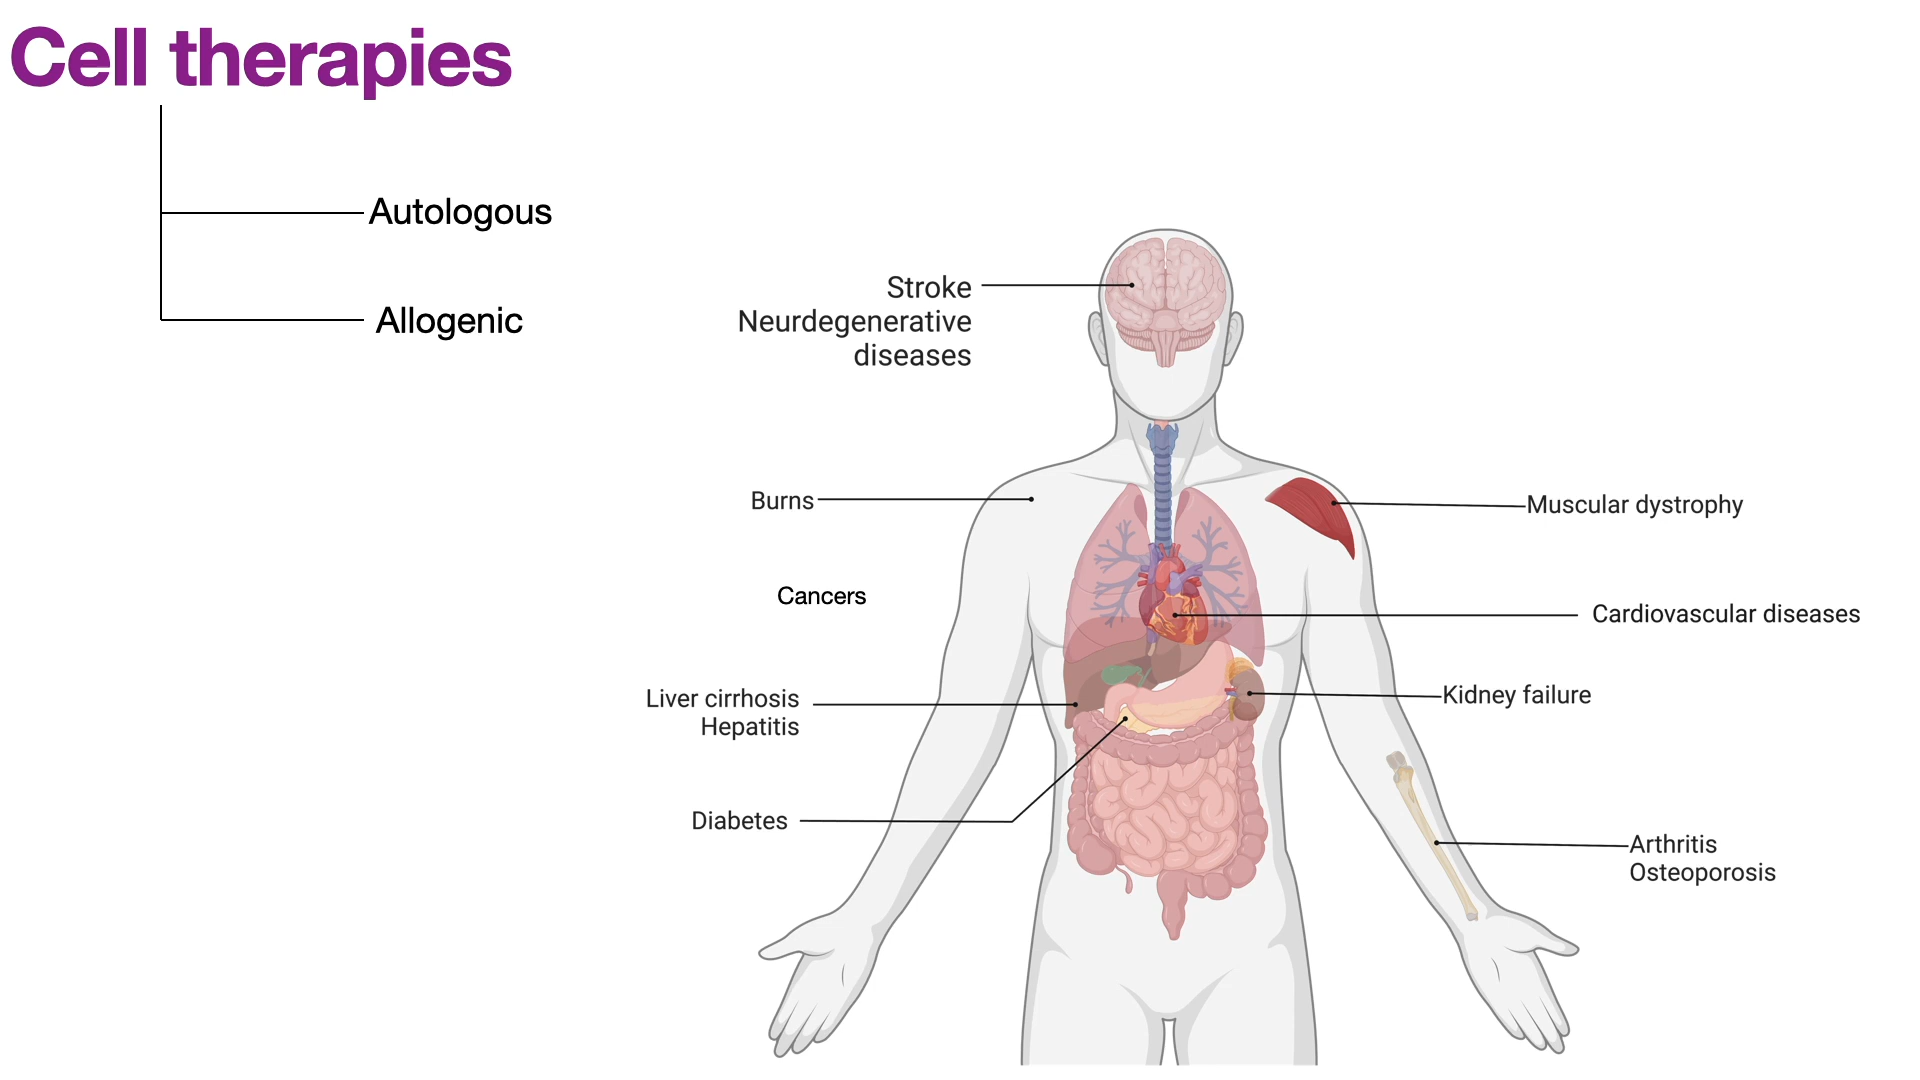 Cell therapies
Autologous
Allogenic
Stroke
Neurdegenerative
diseases
Burns
Muscular dystrophy
Cancers
Cardiovascular diseases
Liver cirrhosis
Hepatitis
Kidney failure
Diabetes
Arthritis
Osteoporosis